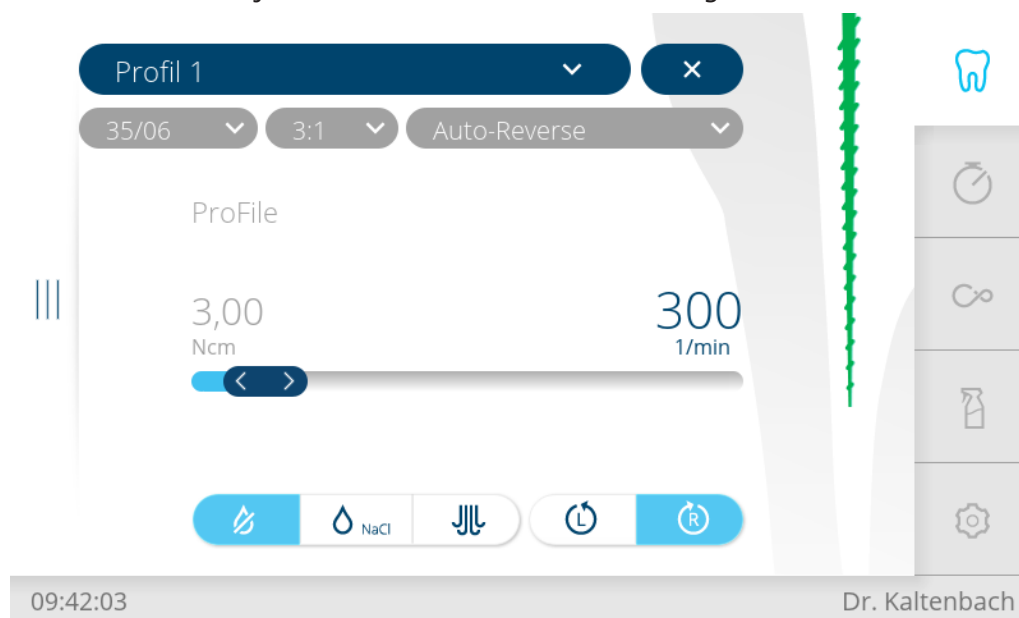 Profil 1
35/06 3:1 Auto-Reverse
ProFile
3,00 300
Ncm 1/min
NaCl L R
09:42:03 Dr. Kaltenbach